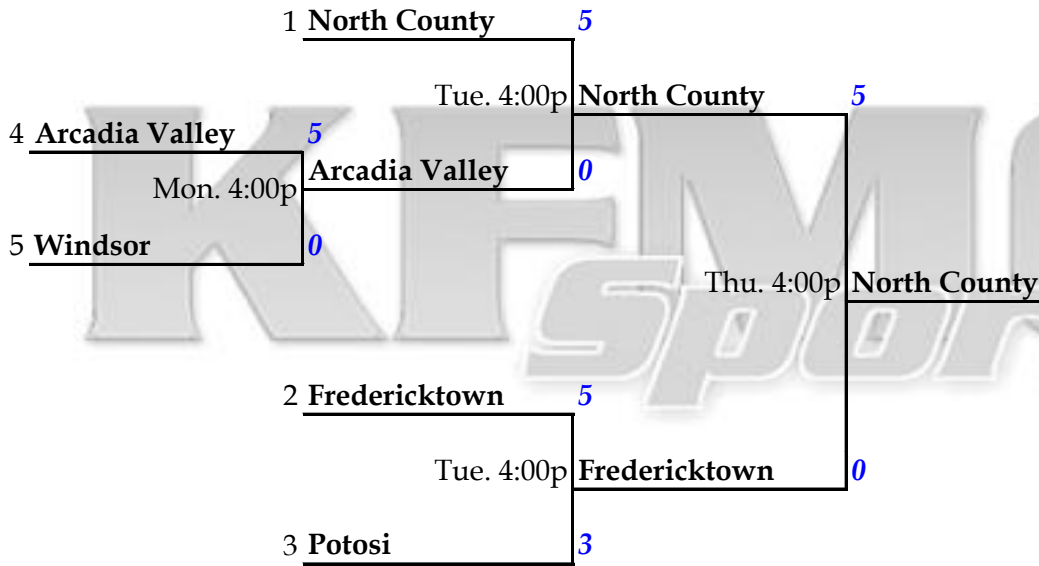 1 North County 5
Tue. 4:00p North County 5
4 Arcadia Valley 5
Arcadia Valley 0
Mon. 4:00p
5 Windsor 0
Thu. 4:00p North County
2 Fredericktown 5
Tue. 4:00p Fredericktown 0
3 Potosi 3